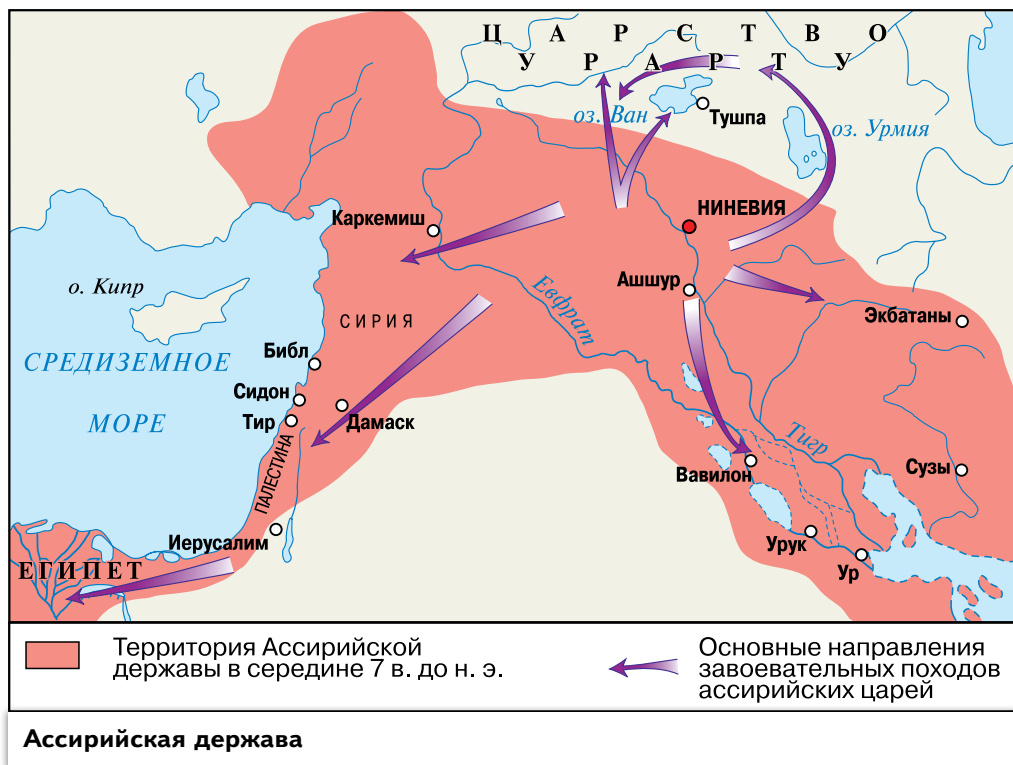 ЦАРСТВО
УРАРТУ
оз. Ван
Тушпа
оз. Урмия
Каркемиш
НИНЕВИЯ
о. Кипр
Ашшур
Евфрат
СИРИЯ
Экбатаны
Библ
СРЕДИЗЕМНОЕ
МОРЕ
Сидон
Тир
Дамаск
ПАЛЕСТИНА
Тигр
Вавилон
Сузы
Иерусалим
Урук
Ур
ЕГИПЕТ
Территория Ассирийской
державы в середине 7 в. до н. э.
Основные направления
завоевательных походов
ассирийских царей
Ассирийская держава